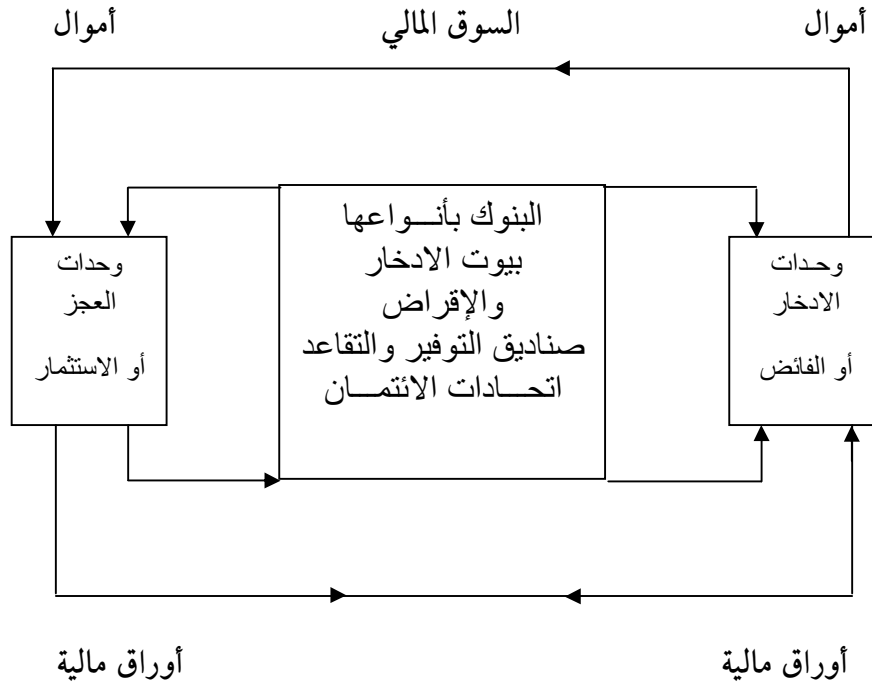 أموال
السوق المالي
أموال
وحدات
الادخار
أو الفائض
البنوك بأنـــواعها
بيوت الادخار
والإقراض
صناديق التوفير والتقاعد
اتحـــادات الائتمـــان
وحدات
العجز
أو الاستثمار
أوراق مالية
أوراق مالية